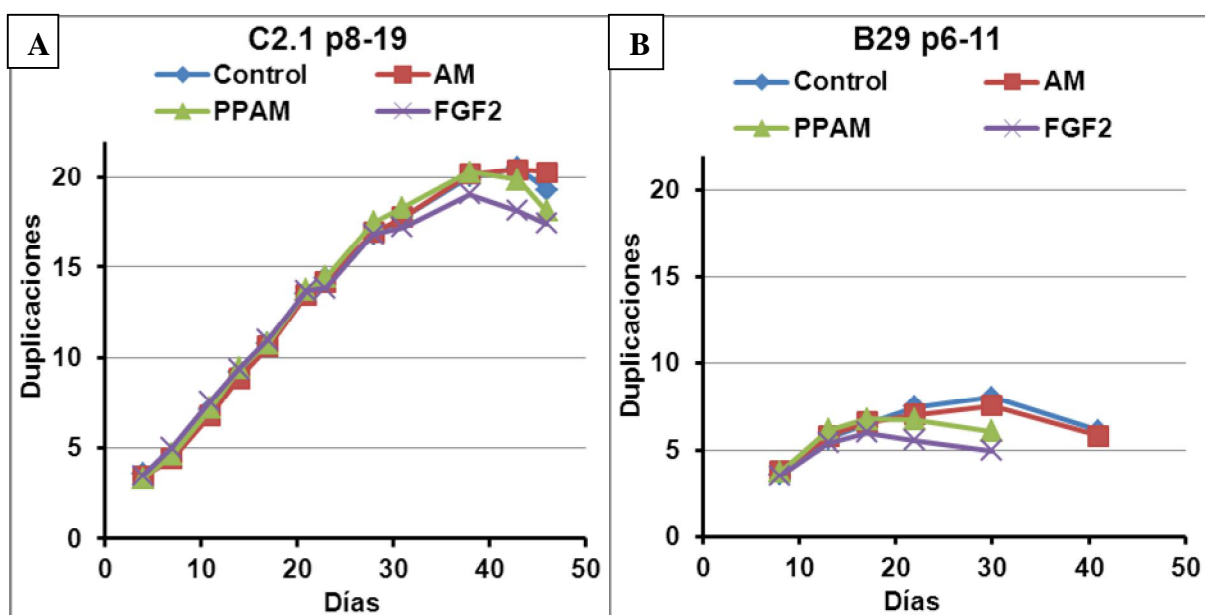 A
C2.1 p8-19
Control AM
PPAM FGF2
20
15
10
5
0
Duplicaciones
0 10 20 30 40 50
Días
B
B29 p6-11
Control AM
PPAM FGF2
20
15
10
5
0
Duplicaciones
0 10 20 30 40 50
Días